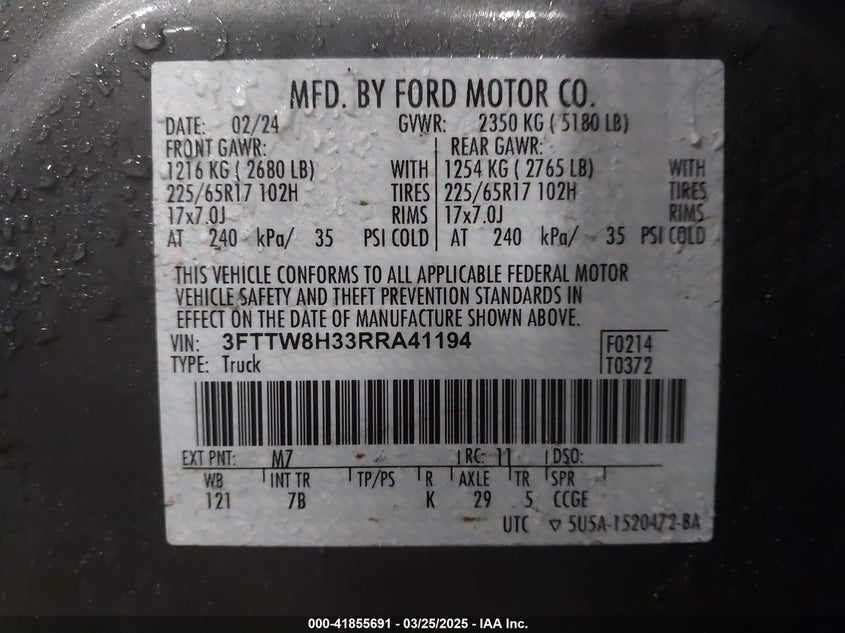 MFD. BY FORD MOTOR CO.
DATE: 02/24 GVWR: 2350 KG ( 5180 LB)
FRONT GAWR: REAR GAWR:
1216 KG ( 2680 LB) WITH 1254 KG ( 2765 LB) WITH
225/65R17 102H TIRES 225/65R17 102H TIRES
17x7.0J RIMS 17x7.0J RIMS
AT 240 kPa/ 35 PSI COLD AT 240 kPa/ 35 PSI COLD
THIS VEHICLE CONFORMS TO ALL APPLICABLE FEDERAL MOTOR
VEHICLE SAFETY AND THEFT PREVENTION STANDARDS IN
EFFECT ON THE DATE OF MANUFACTURE SHOWN ABOVE.
VIN: 3FTTW8H33RRA41194 F0214
TYPE: Truck T0372
EXT PNT: M7 RC: 11 DSO:
WB INT TR TP/PS R AXLE TR SPR
121 7B K 29 5 CCGE
UTC ▽ 5U5A-1520472-BA
000-41855691 - 03/25/2025 - IAA Inc.